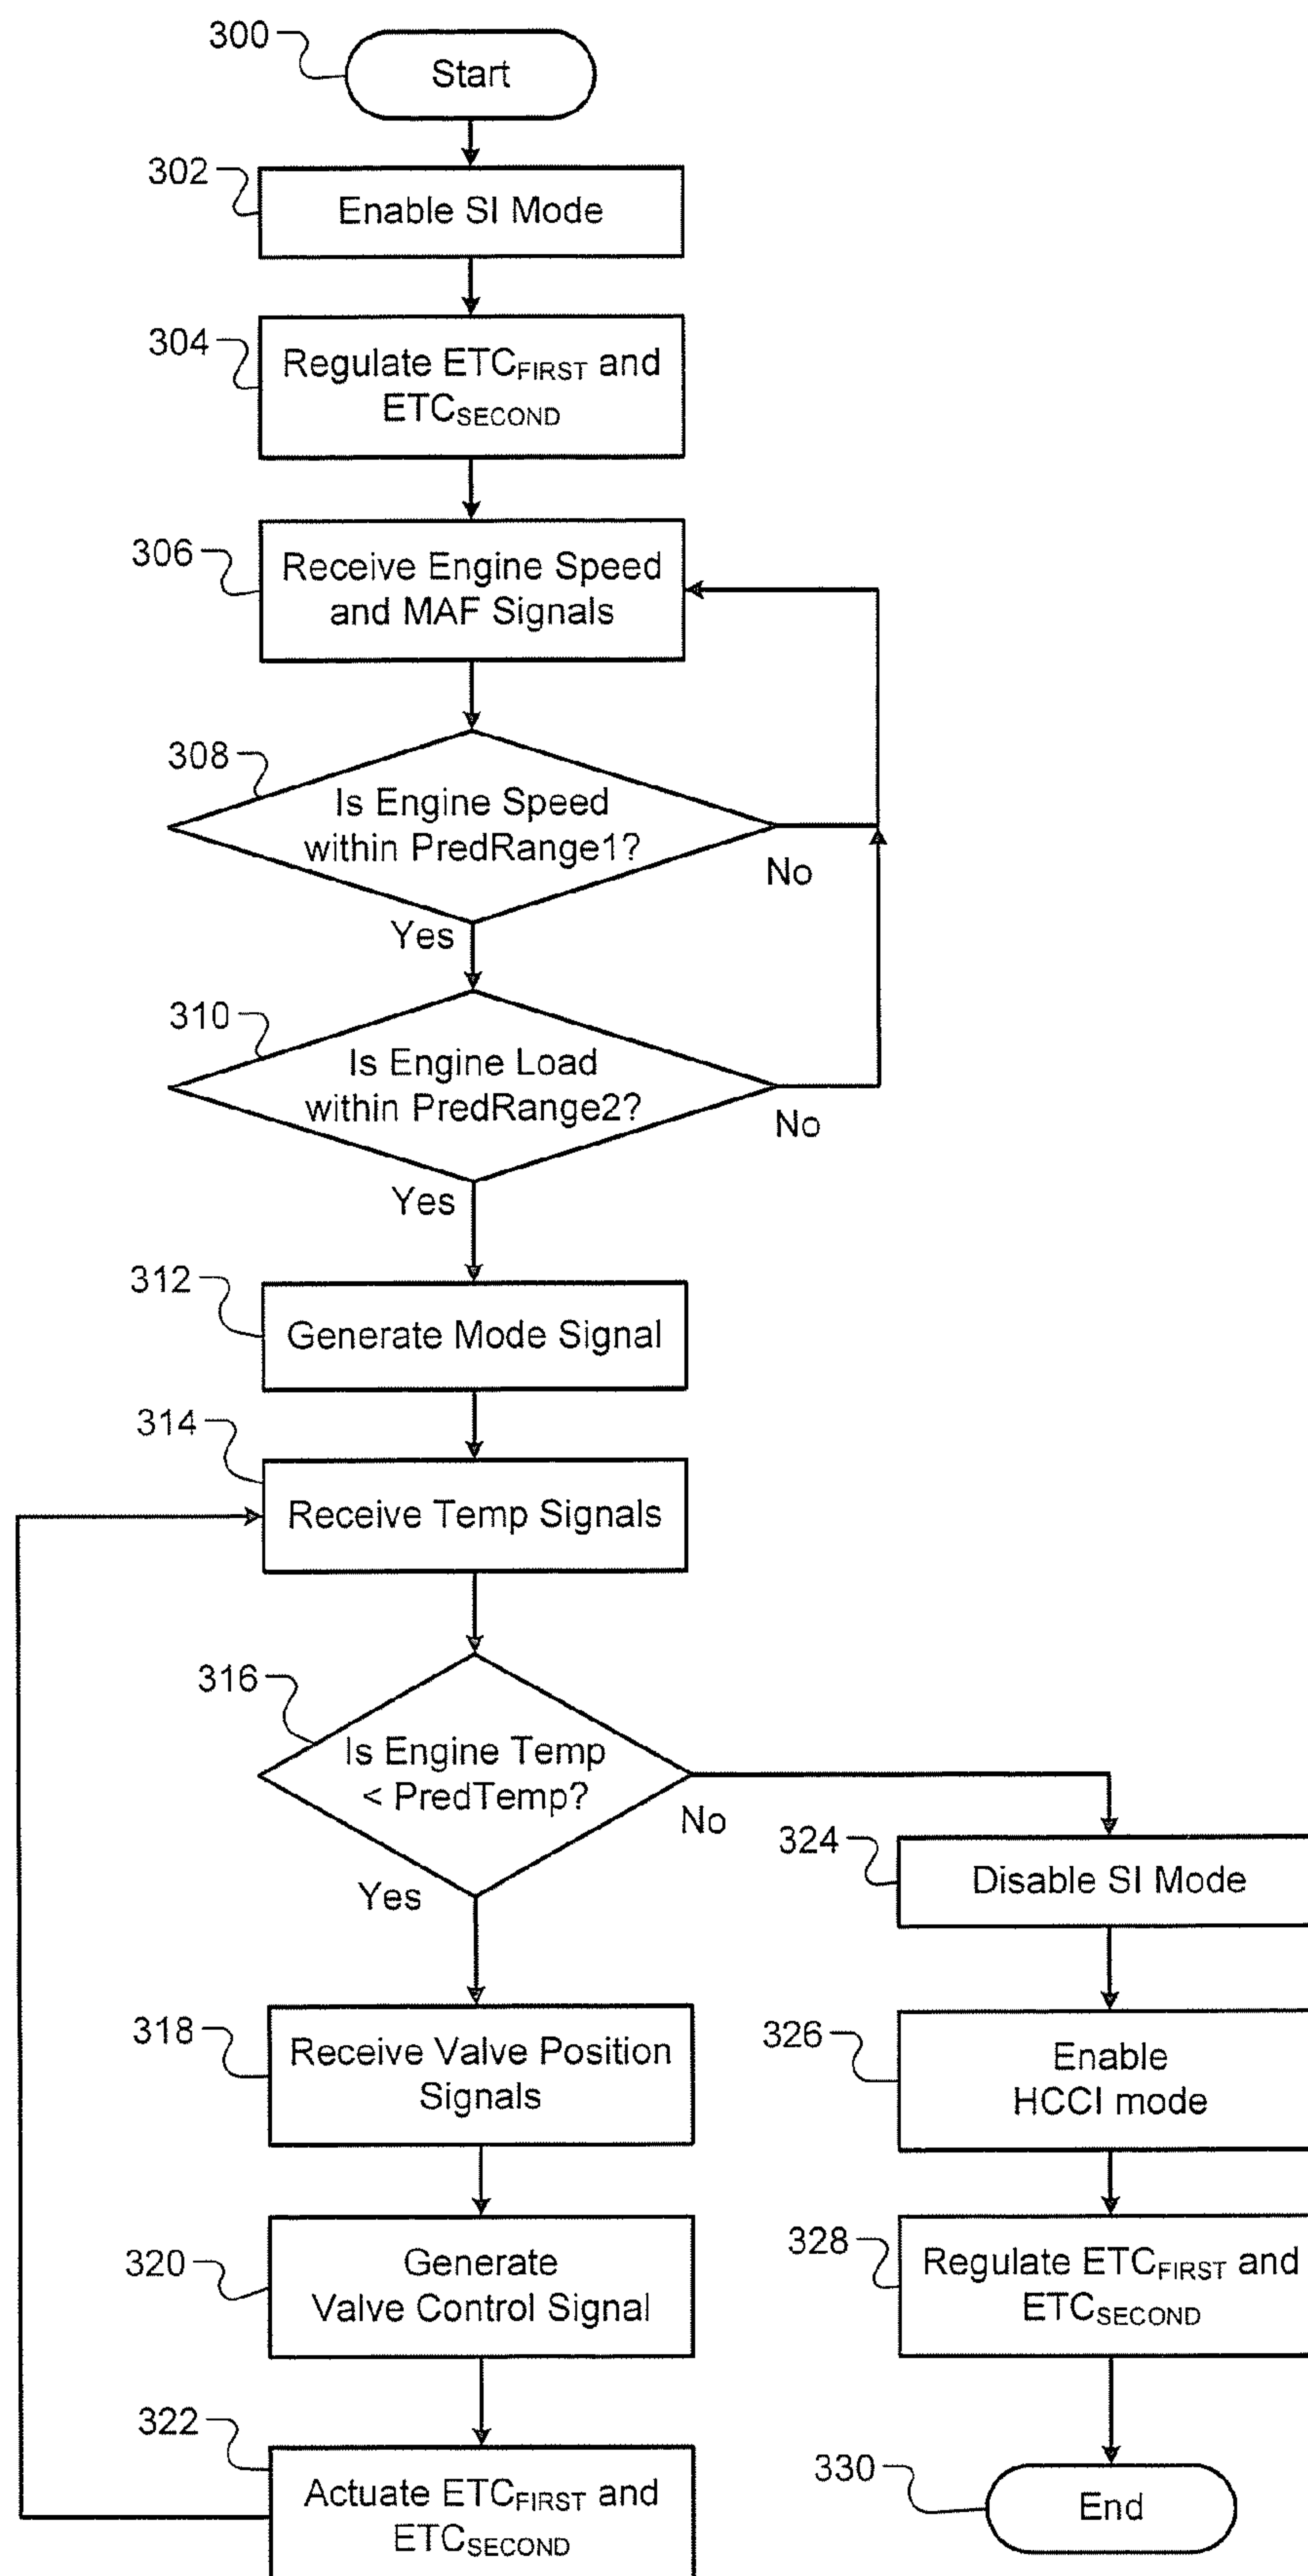 300
Start
302
Enable SI Mode
304
Regulate ETCFIRST and
ETCSECOND
306
Receive Engine Speed
and MAF Signals
308
Is Engine Speed
within PredRange1?
No
Yes
310
Is Engine Load
within PredRange2?
No
Yes
312
Generate Mode Signal
314
Receive Temp Signals
316
Is Engine Temp
< PredTemp?
No
Yes
318
Receive Valve Position
Signals
320
Generate
Valve Control Signal
322
Actuate ETCFIRST and
ETCSECOND
324
Disable SI Mode
326
Enable
HCCI mode
328
Regulate ETCFIRST and
ETCSECOND
330
End